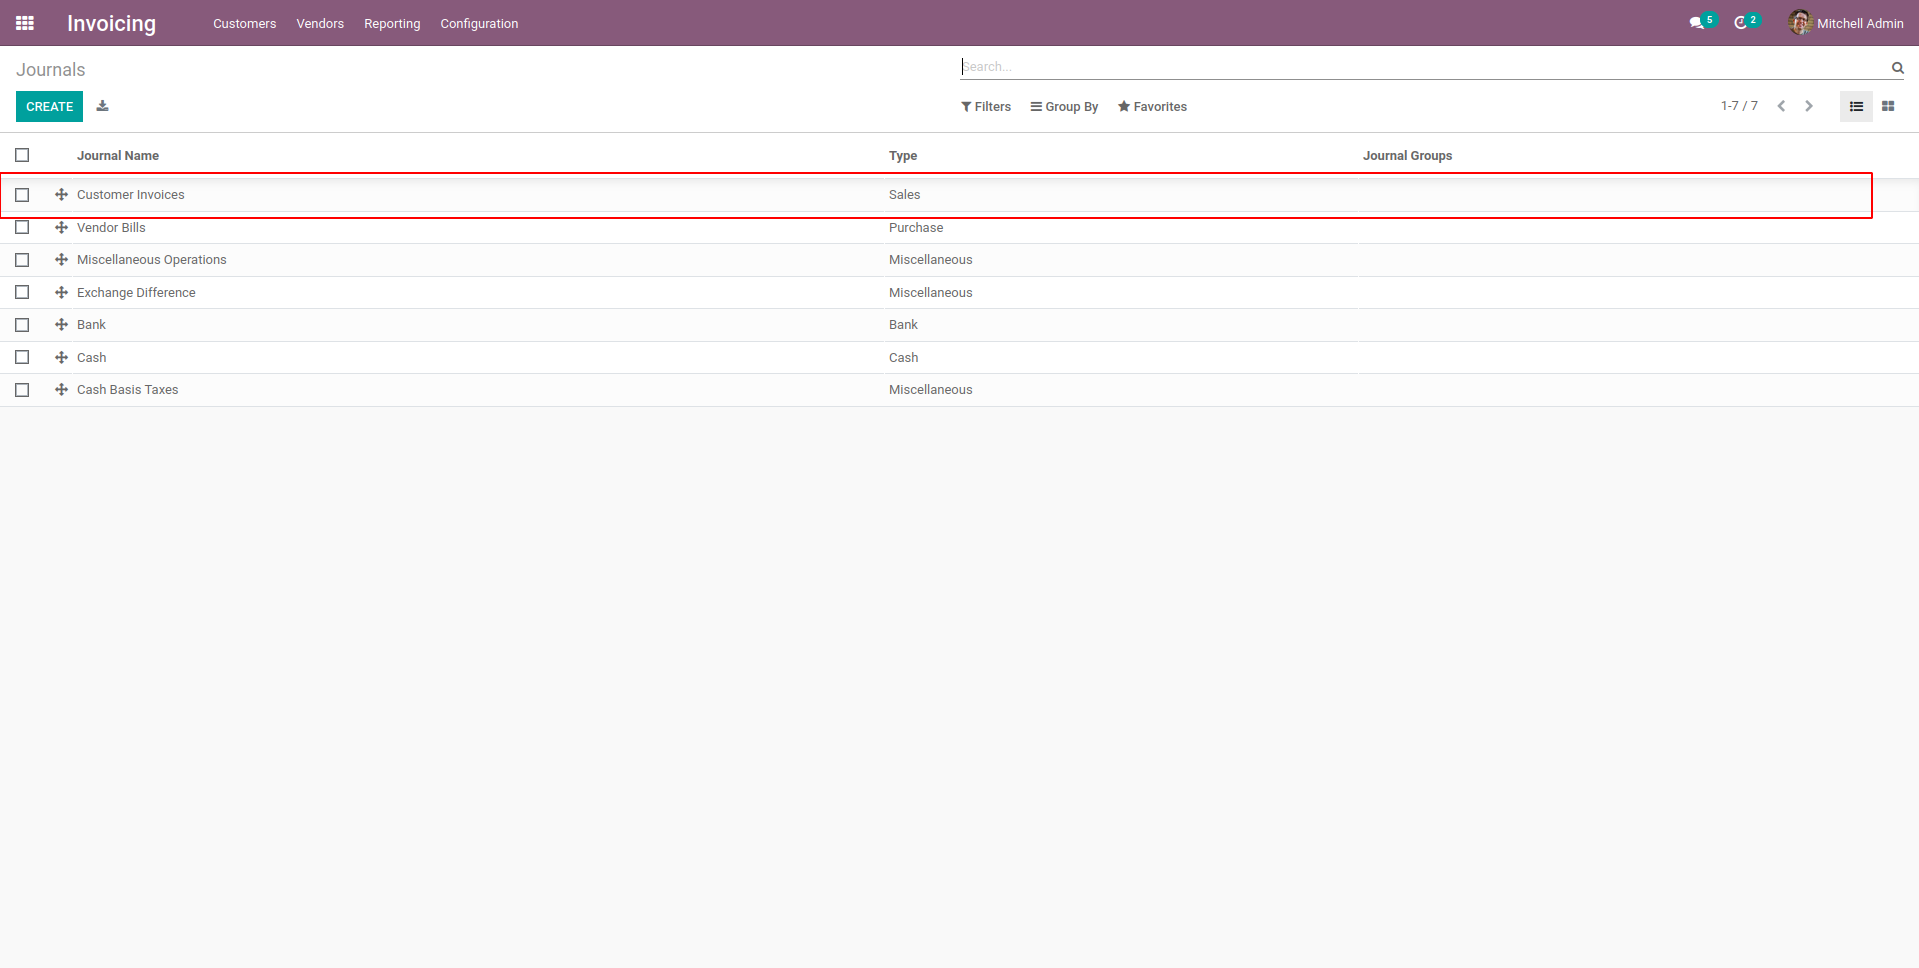 Invoicing Customers Vendors Reporting Configuration 5 2 Mitchell Admin
Journals Search...
CREATE Filters Group By Favorites 1-7 / 7
Journal Name Type Journal Groups
Customer Invoices Sales
Vendor Bills Purchase
Miscellaneous Operations Miscellaneous
Exchange Difference Miscellaneous
Bank Bank
Cash Cash
Cash Basis Taxes Miscellaneous